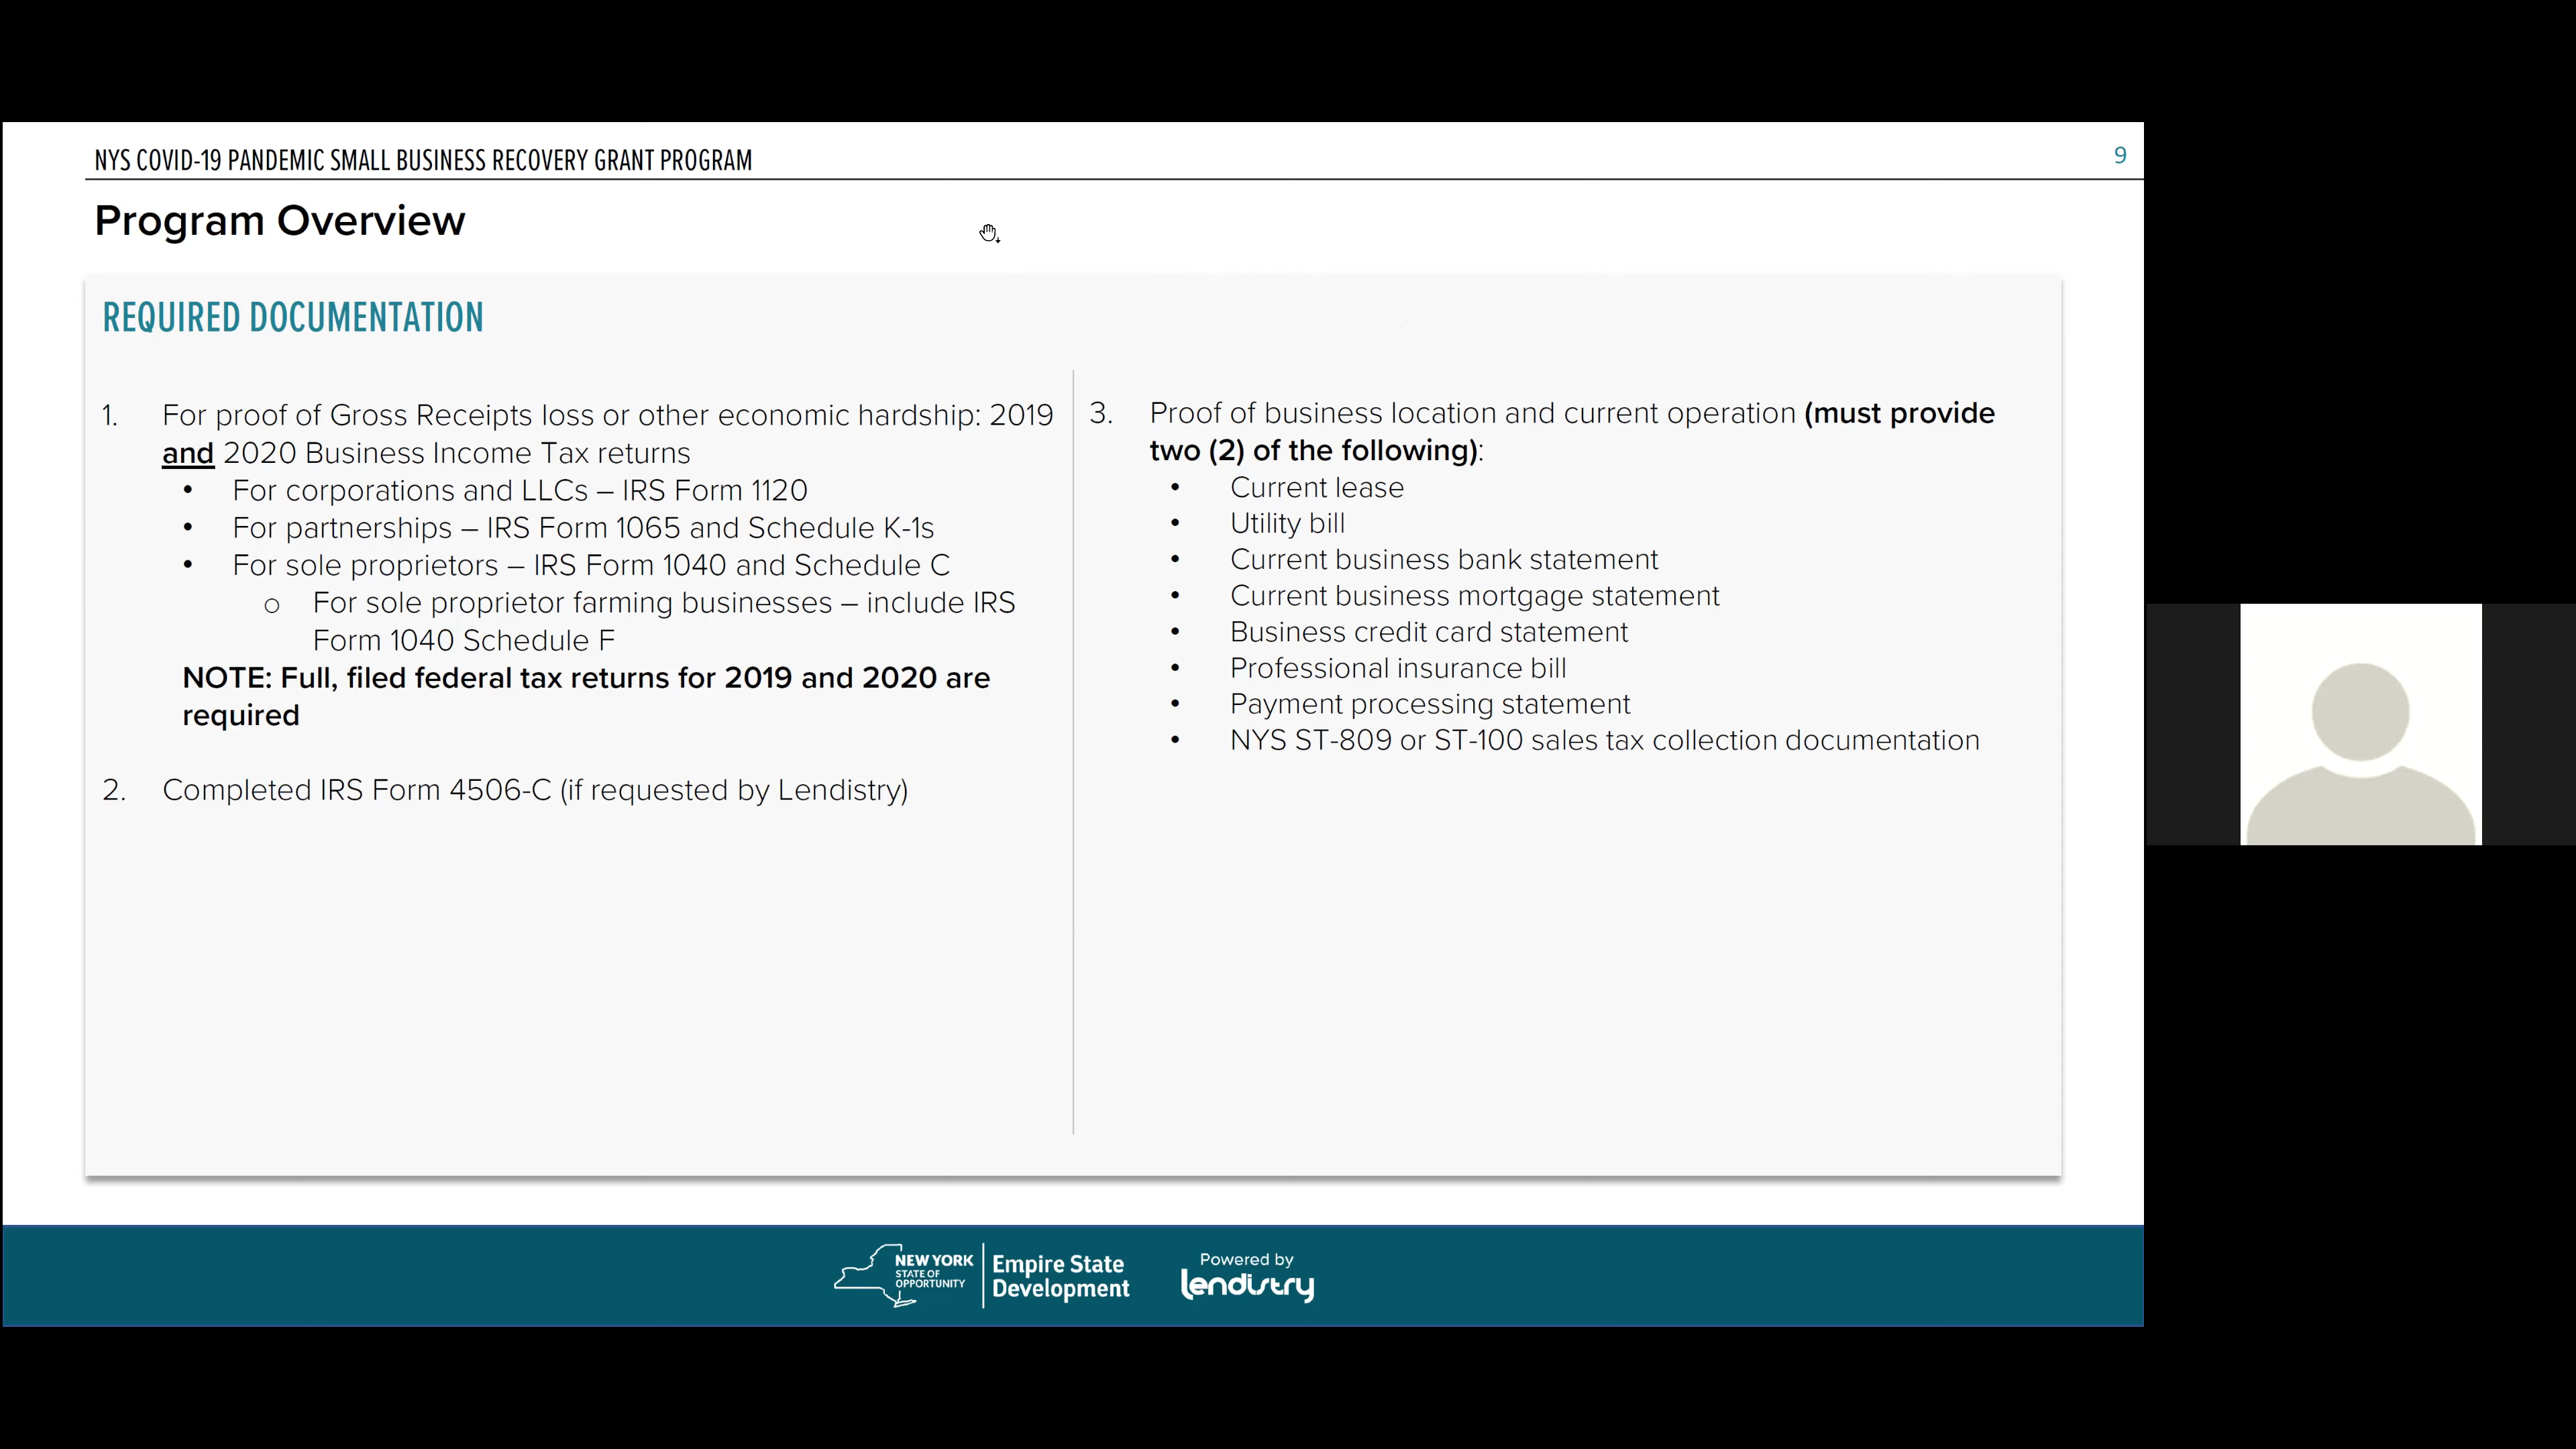 NYS COVID-19 PANDEMIC SMALL BUSINESS RECOVERY GRANT PROGRAM
9
Program Overview
REQUIRED DOCUMENTATION
1. For proof of Gross Receipts loss or other economic hardship: 2019
and 2020 Business Income Tax returns
• For corporations and LLCs – IRS Form 1120
• For partnerships – IRS Form 1065 and Schedule K-1s
• For sole proprietors – IRS Form 1040 and Schedule C
o For sole proprietor farming businesses – include IRS
Form 1040 Schedule F
NOTE: Full, filed federal tax returns for 2019 and 2020 are
required
2. Completed IRS Form 4506-C (if requested by Lendistry)
3. Proof of business location and current operation (must provide
two (2) of the following):
• Current lease
• Utility bill
• Current business bank statement
• Current business mortgage statement
• Business credit card statement
• Professional insurance bill
• Payment processing statement
• NYS ST-809 or ST-100 sales tax collection documentation
NEW YORK
STATE OF
OPPORTUNITY
Empire State
Development
Powered by
lendistry